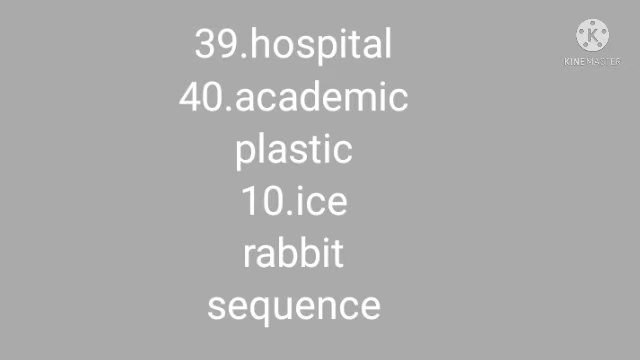 39.hospital
40.academic
plastic
10.ice
rabbit
sequence
KINEMASTER